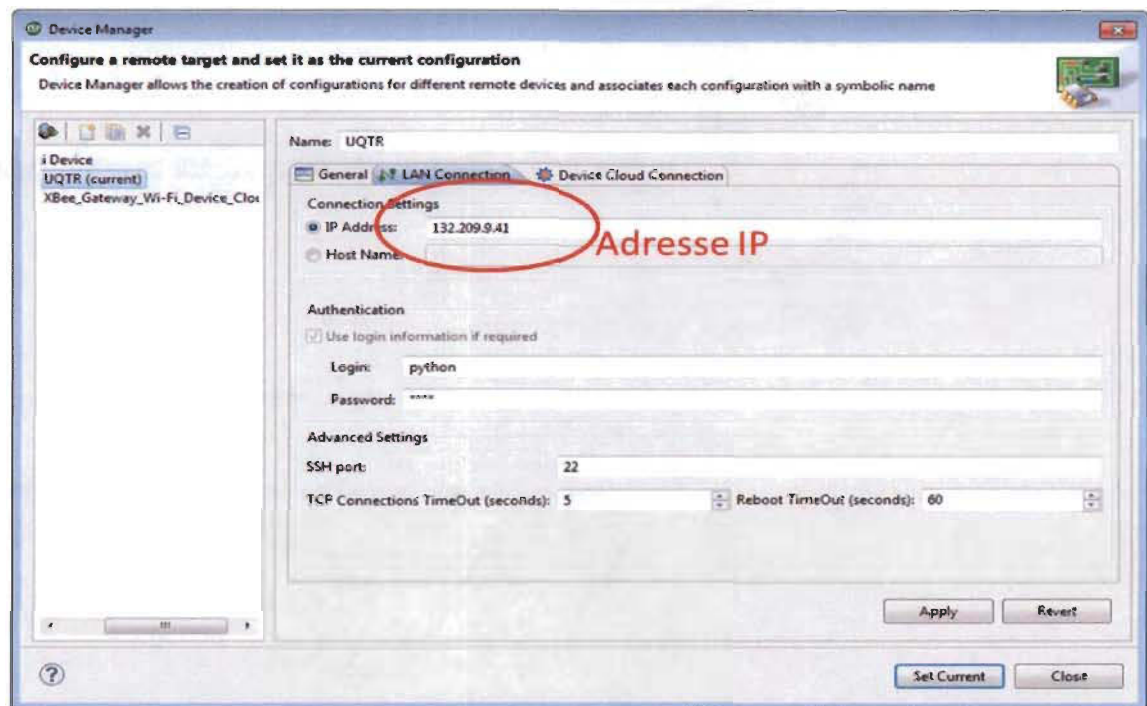 Device Manager
Configure a remote target and set it as the current configuration
Device Manager allows the creation of configurations for different remote devices and associates each configuration with a symbolic name
i Device
UQTR (current)
XBee_Gateway_Wi-Fi_Device_Clou
Name: UQTR
General LAN Connection Device Cloud Connection
Connection Settings
IP Address: 132.209.9.41
Adresse IP
Host Name:
Authentication
Use login information if required
Login: python
Password: ****
Advanced Settings
SSH port: 22
TCP Connections TimeOut (seconds): 5 Reboot TimeOut (seconds): 60
Apply Revert
Set Current Close